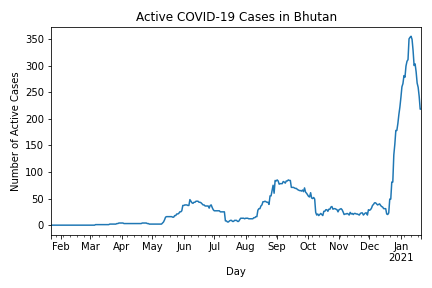 Active COVID-19 Cases in Bhutan
Number of Active Cases
350
300
250
200
150
100
50
0
Feb Mar Apr May Jun Jul Aug Sep Oct Nov Dec Jan
2021
Day